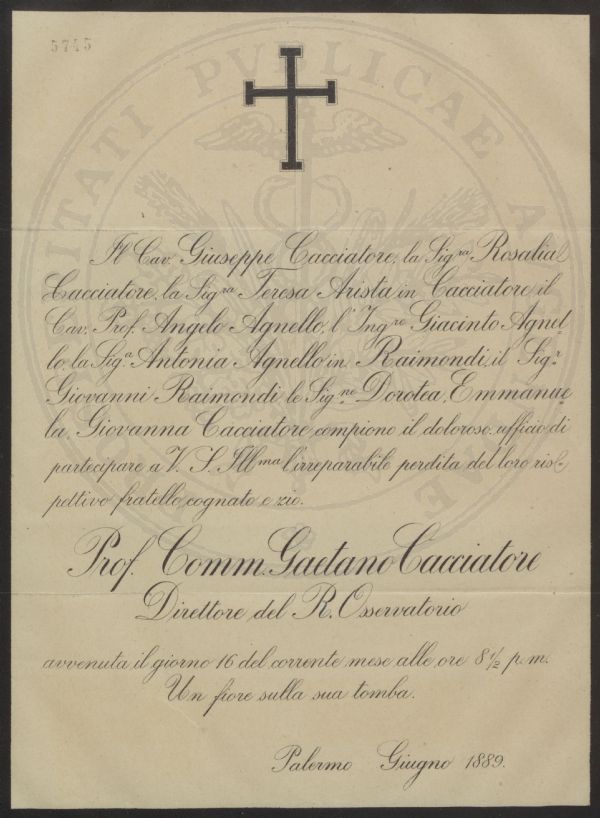 5745
Il Cav. Giuseppe Cacciatore, la Sig.ra Rosalia
Cacciatore, la Sig.ra Teresa Arista in Cacciatore il
Cav. Prof. Angelo Agnello, l'Ing.re Giacinto Agnel-
lo, la Sig.a Antonia Agnello in Raimondi, il Sig.r
Giovanni Raimondi le Sig.ne Dorotea, Emmanue-
la, Giovanna Cacciatore compiono il doloroso ufficio di
partecipare a V. S. Ill.ma l'irreparabile perdita del loro ris-
pettivo fratello, cognato e zio.
Prof. Comm. Gaetano Cacciatore
Direttore del R. Osservatorio
avvenuta il giorno 16 del corrente mese alle ore 8 1/2 p. m.
Un fiore sulla sua tomba.
Palermo Giugno 1889.